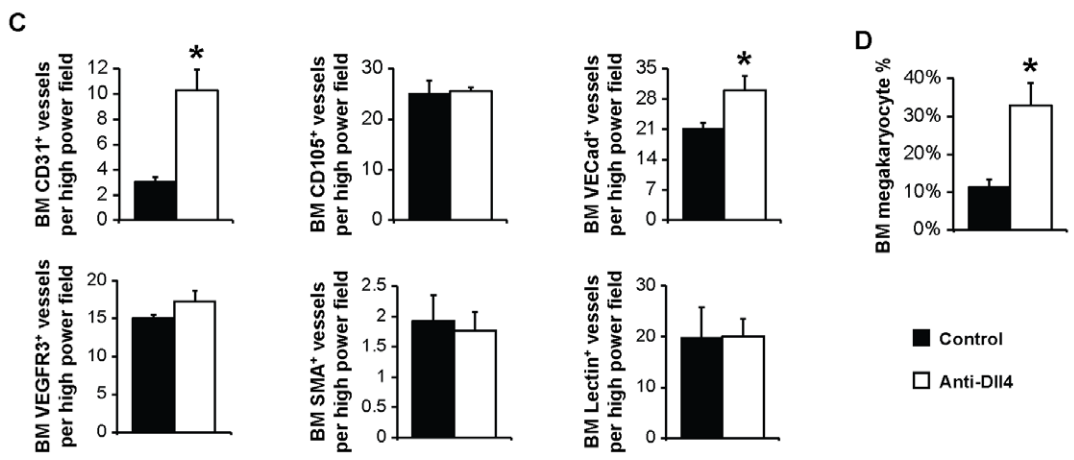 C
BM CD31⁺ vessels
per high power field
12
10
8
6
4
2
0
*
BM CD105⁺ vessels
per high power field
30
20
10
0
BM VECad⁺ vessels
per high power field
35
28
21
14
7
0
*
D
BM megakaryocyte %
40%
30%
20%
10%
0%
*
BM VEGFR3⁺ vessels
per high power field
20
15
10
5
0
BM SMA⁺ vessels
per high power field
2.5
2
1.5
1
0.5
0
BM Lectin⁺ vessels
per high power field
30
20
10
0
Control
Anti-Dll4